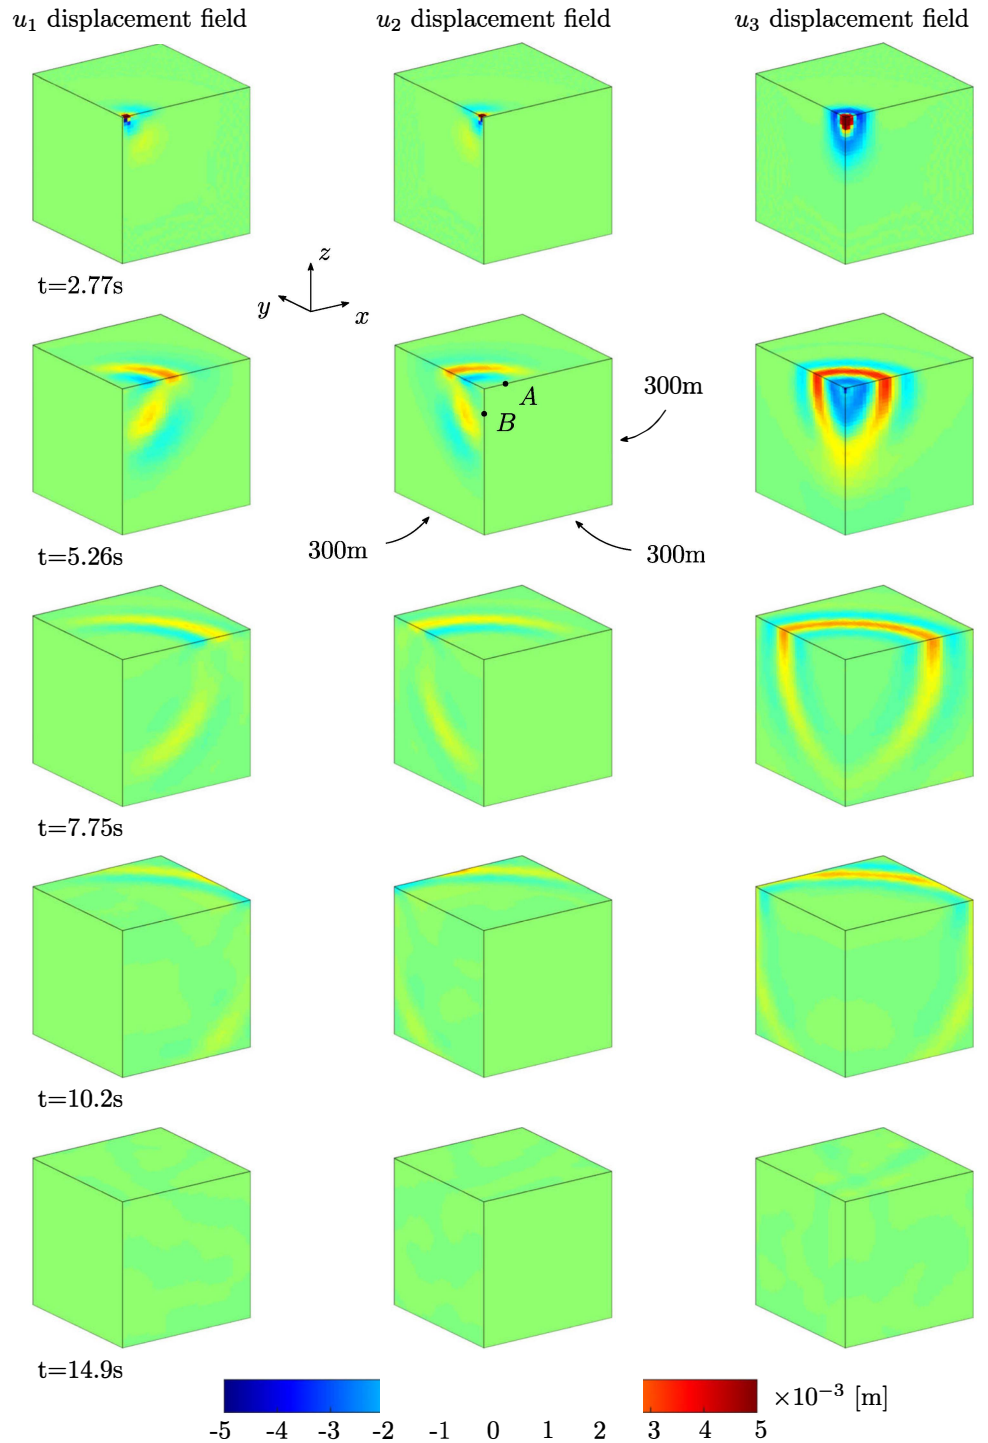 u1 displacement field u2 displacement field u3 displacement field
t=2.77s
z
y
x
300m
A
B
300m
300m
t=5.26s
t=7.75s
t=10.2s
t=14.9s
×10−3 [m]
-5 -4 -3 -2 -1 0 1 2 3 4 5